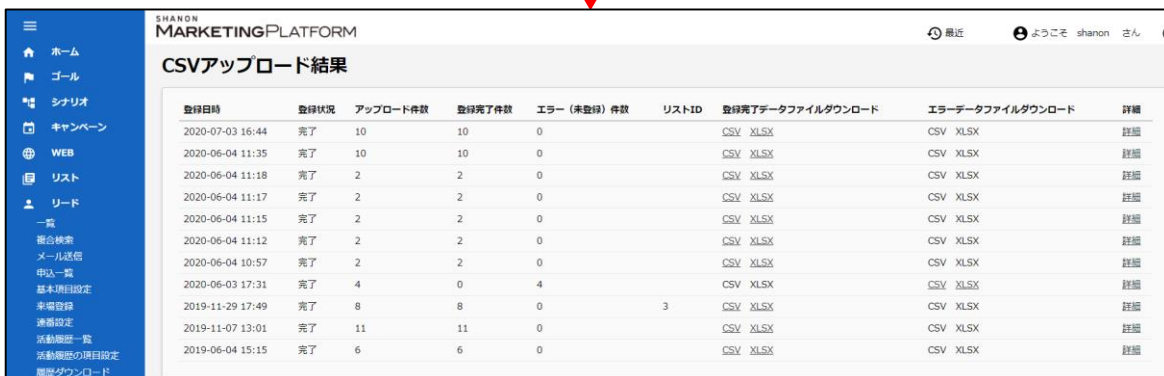 SHANON
MARKETINGPLATFORM
最近 ようこそ shanon さん
ホーム
ゴール
シナリオ
キャンペーン
WEB
リスト
リード
一覧
複合検索
メール送信
申込一覧
基本項目設定
来場登録
連番設定
活動履歴一覧
活動履歴の項目設定
履歴ダウンロード
CSVアップロード結果
登録日時 登録状況 アップロード件数 登録完了件数 エラー（未登録）件数 リストID 登録完了データファイルダウンロード エラーデータファイルダウンロード 詳細
2020-07-03 16:44 完了 10 10 0 CSV XLSX CSV XLSX 詳細
2020-06-04 11:35 完了 10 10 0 CSV XLSX CSV XLSX 詳細
2020-06-04 11:18 完了 2 2 0 CSV XLSX CSV XLSX 詳細
2020-06-04 11:17 完了 2 2 0 CSV XLSX CSV XLSX 詳細
2020-06-04 11:15 完了 2 2 0 CSV XLSX CSV XLSX 詳細
2020-06-04 11:12 完了 2 2 0 CSV XLSX CSV XLSX 詳細
2020-06-04 10:57 完了 2 2 0 CSV XLSX CSV XLSX 詳細
2020-06-03 17:31 完了 4 0 4 CSV XLSX CSV XLSX 詳細
2019-11-29 17:49 完了 8 8 0 3 CSV XLSX CSV XLSX 詳細
2019-11-07 13:01 完了 11 11 0 CSV XLSX CSV XLSX 詳細
2019-06-04 15:15 完了 6 6 0 CSV XLSX CSV XLSX 詳細